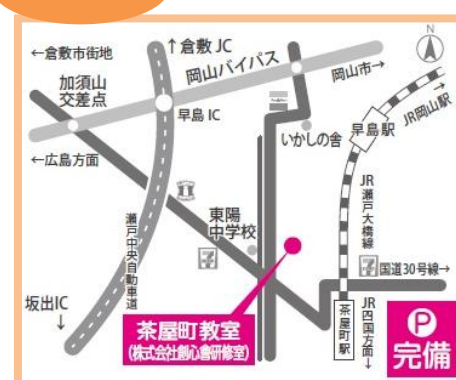 N
←倉敷市街地
↑倉敷JC
岡山バイパス
岡山市→
JR岡山駅→
加須山
交差点
早島IC
いかしの舎
早島駅
←広島方面
瀬戸中央自動車道
東陽
中学校
JR瀬戸大橋線
国道30号線→
坂出IC
↓
茶屋町教室
(株式会社創心會研修室)
茶屋町駅
JR四国方面↓
P
完備